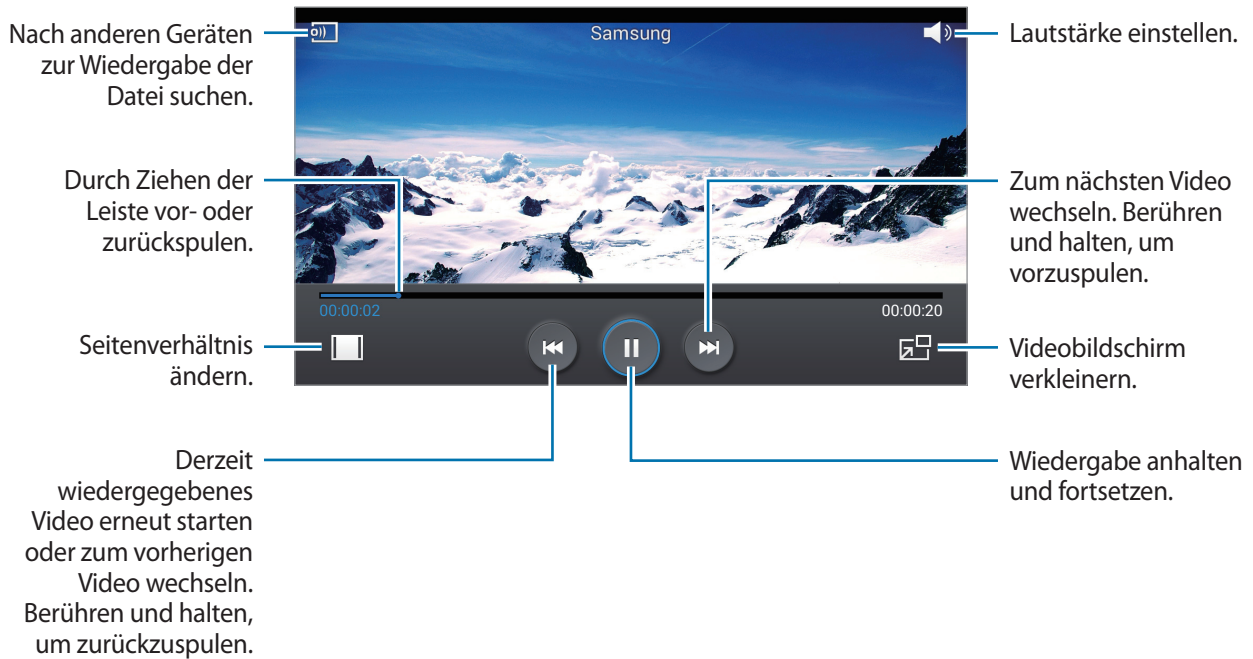 Nach anderen Geräten
zur Wiedergabe der
Datei suchen.
Samsung
Lautstärke einstellen.
Durch Ziehen der
Leiste vor- oder
zurückspulen.
Zum nächsten Video
wechseln. Berühren
und halten, um
vorzuspulen.
00:00:02
00:00:20
Seitenverhältnis
ändern.
Videobildschirm
verkleinern.
Derzeit
wiedergegebenes
Video erneut starten
oder zum vorherigen
Video wechseln.
Berühren und halten,
um zurückzuspulen.
Wiedergabe anhalten
und fortsetzen.